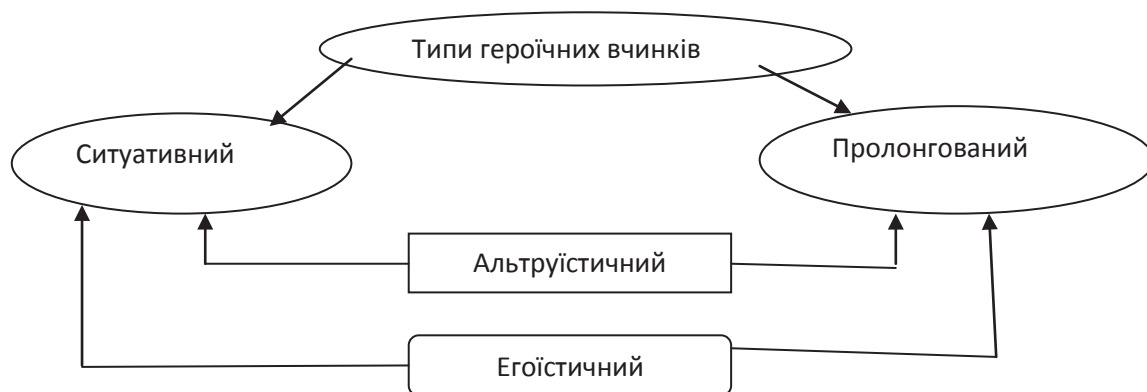 Типи героїчних вчинків
Ситуативний
Пролонгований
Альтруїстичний
Егоїстичний